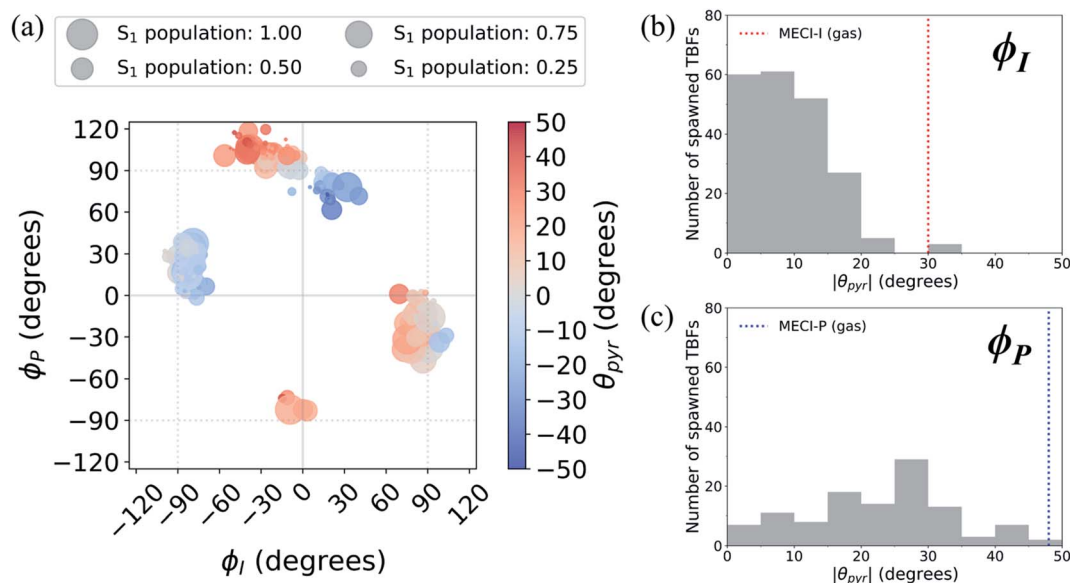 (a)
S₁ population: 1.00
S₁ population: 0.75
S₁ population: 0.50
S₁ population: 0.25
120
90
60
30
0
−30
−60
−90
−120
ϕP (degrees)
−120
−90
−60
−30
0
30
60
90
120
ϕI (degrees)
50
40
30
20
10
0
−10
−20
−30
−40
−50
θpyr (degrees)
(b)
MECI-I (gas)
ϕI
Number of spawned TBFs
80
60
40
20
0
0
10
20
30
40
50
|θpyr| (degrees)
(c)
MECI-P (gas)
ϕP
Number of spawned TBFs
80
60
40
20
0
0
10
20
30
40
50
|θpyr| (degrees)